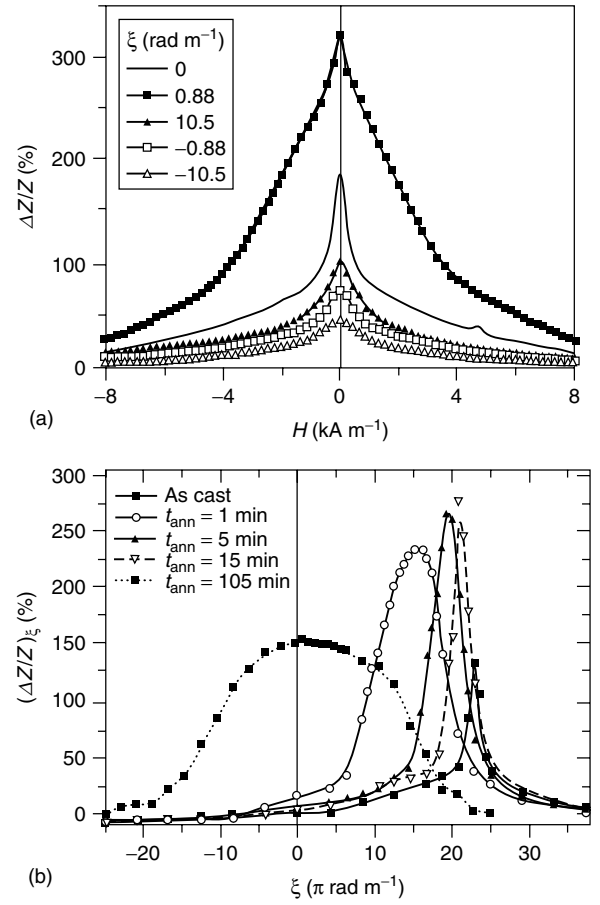 300
200
100
0
ΔZ/Z (%)
ξ (rad m⁻¹)
0
0.88
10.5
−0.88
−10.5
−8 −4 0 4 8
H (kA m⁻¹)
(a)
300
250
200
150
100
50
0
(ΔZ/Z)ξ (%)
As cast
tann = 1 min
tann = 5 min
tann = 15 min
tann = 105 min
−20 −10 0 10 20 30
ξ (π rad m⁻¹)
(b)